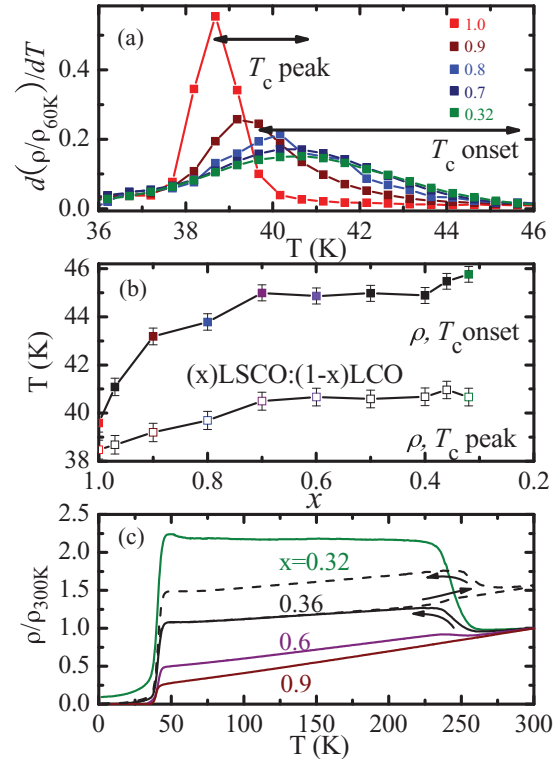 (a)
1.0
0.9
0.8
0.7
0.32
T_c peak
T_c onset
d(ρ/ρ_60K)/dT
0.4
0.2
0.0
36 38 40 42 44 46
T (K)
(b)
46
44
42
40
38
T (K)
ρ, T_c onset
(x)LSCO:(1-x)LCO
ρ, T_c peak
1.0 0.8 0.6 0.4 0.2
x
(c)
2.5
2.0
1.5
1.0
0.5
0.0
ρ/ρ_300K
x=0.32
0.36
0.6
0.9
0 50 100 150 200 250 300
T (K)